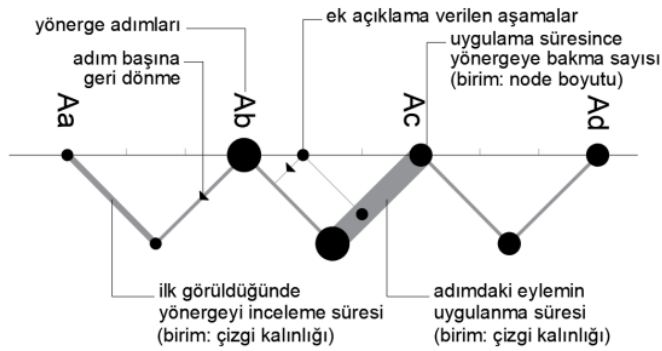 yönerge adımları
ek açıklama verilen aşamalar
adım başına
geri dönme
uygulama süresince
yönergeye bakma sayısı
(birim: node boyutu)
Aa
Ab
Ac
Ad
ilk görüldüğünde
yönergeyi inceleme süresi
(birim: çizgi kalınlığı)
adımdaki eylemin
uygulanma süresi
(birim: çizgi kalınlığı)